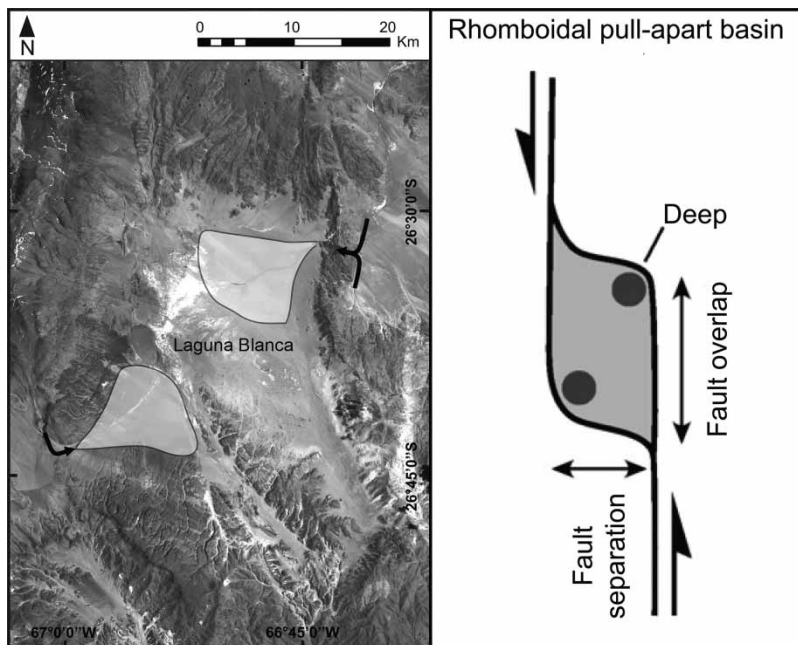 0 10 20
Km
N
26°30'0"S
Laguna Blanca
26°45'0"S
67°0'0"W 66°45'0"W
Rhomboidal pull-apart basin
Deep
Fault overlap
Fault
separation